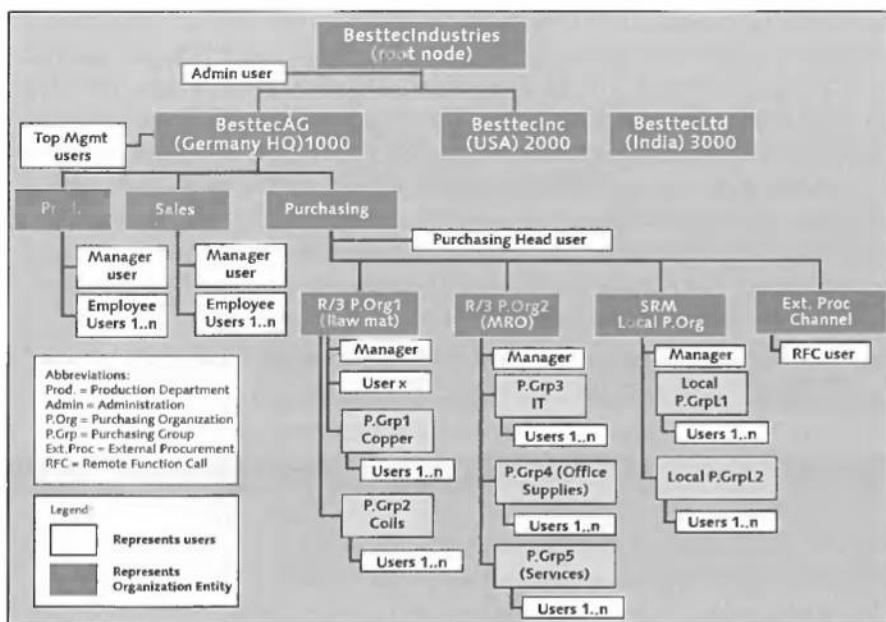 BesttecIndustries
(root node)
Admin user
BesttecAG
(Germany HQ)1000
BesttecInc
(USA) 2000
BesttecLtd
(India) 3000
Top Mgmt
users
Prod.
Sales
Purchasing
Purchasing Head user
Manager
user
Manager
user
Employee
Users 1..n
Employee
Users 1..n
R/3 P.Org1
(Raw mat)
R/3 P.Org2
(MRO)
SRM
Local P.Org
Ext. Proc
Channel
Manager
Manager
Manager
RFC user
User x
P.Grp3
IT
Local
P.GrpL1
P.Grp1
Copper
Users 1..n
Users 1..n
Users 1..n
P.Grp4 (Office
Supplies)
Local P.GrpL2
P.Grp2
Coils
Users 1..n
Users 1..n
Users 1..n
P.Grp5
(Services)
Users 1..n
Abbreviations:
Prod. = Production Department
Admin = Administration
P.Org = Purchasing Organization
P.Grp = Purchasing Group
Ext.Proc = External Procurement
RFC = Remote Function Call
Legend:
Represents users
Represents
Organization Entity